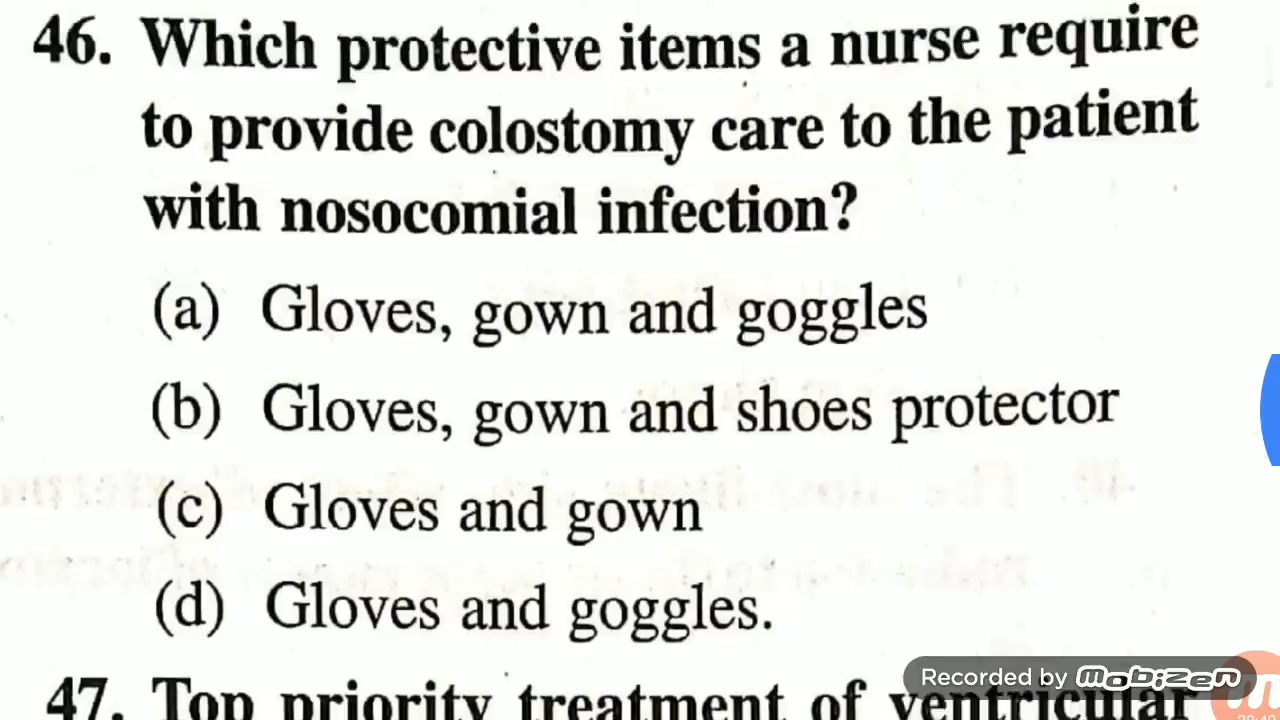 46. Which protective items a nurse require
to provide colostomy care to the patient
with nosocomial infection?
(a) Gloves, gown and goggles
(b) Gloves, gown and shoes protector
(c) Gloves and gown
(d) Gloves and goggles.
47. Top priority treatment of ventricular
Recorded by mobizen